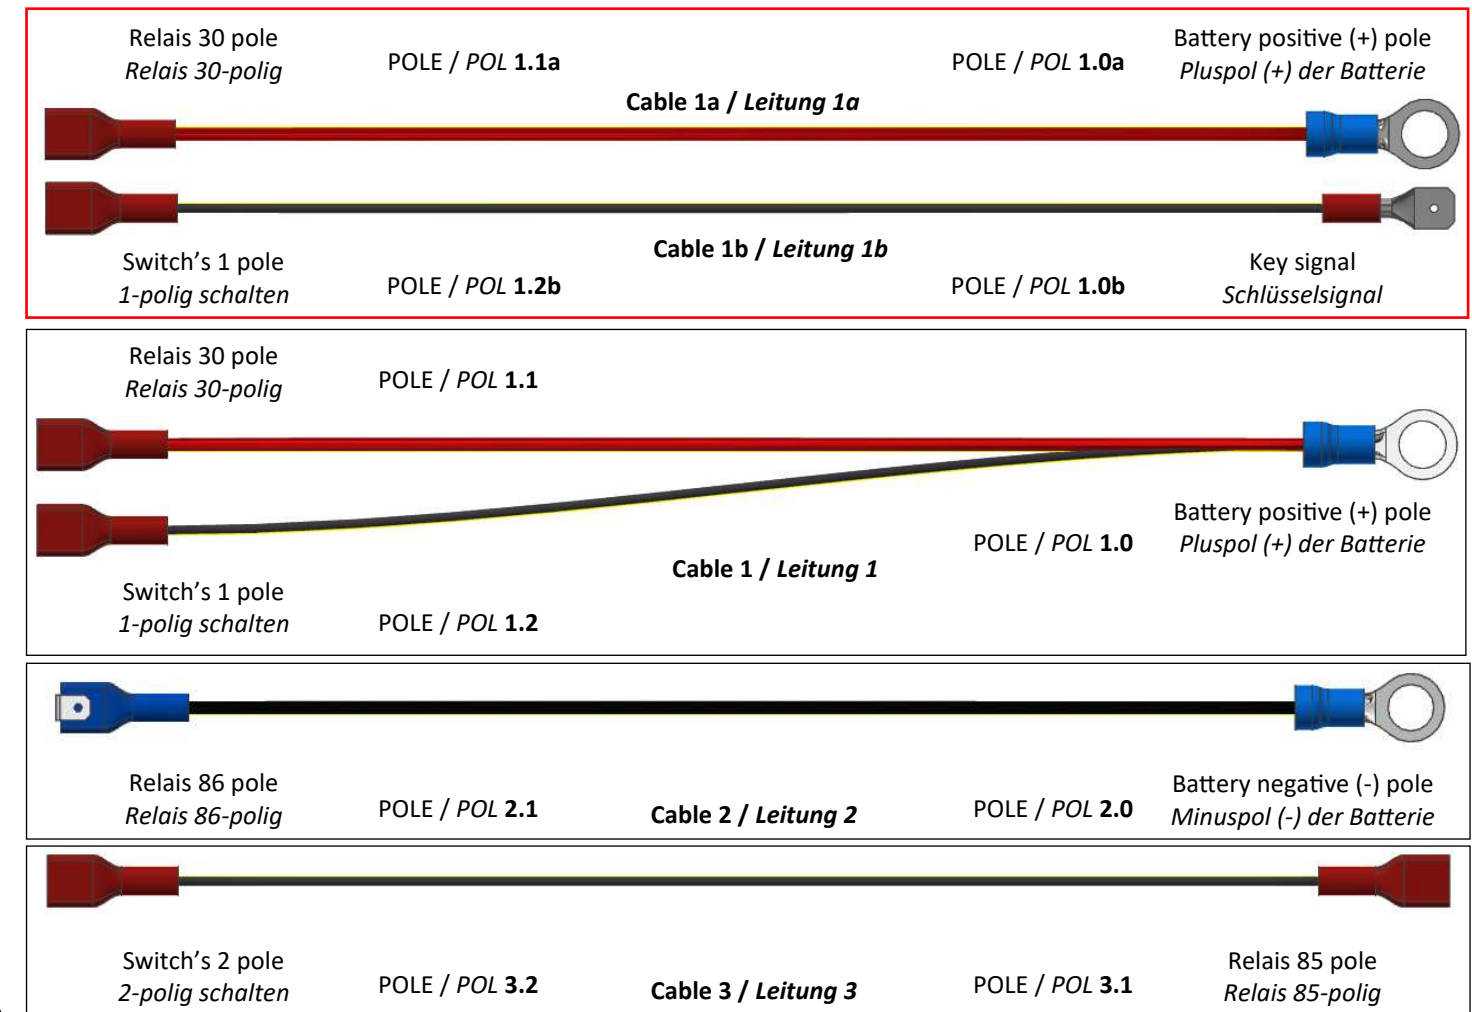 Relais 30 pole
Relais 30-polig
POLE / POL 1.1a
POLE / POL 1.0a
Battery positive (+) pole
Pluspol (+) der Batterie
Cable 1a / Leitung 1a
Cable 1b / Leitung 1b
Switch’s 1 pole
1-polig schalten
POLE / POL 1.2b
POLE / POL 1.0b
Key signal
Schlüsselsignal
Relais 30 pole
Relais 30-polig
POLE / POL 1.1
Battery positive (+) pole
Pluspol (+) der Batterie
POLE / POL 1.0
Cable 1 / Leitung 1
Switch’s 1 pole
1-polig schalten
POLE / POL 1.2
Relais 86 pole
Relais 86-polig
POLE / POL 2.1
Cable 2 / Leitung 2
POLE / POL 2.0
Battery negative (-) pole
Minuspol (-) der Batterie
Switch’s 2 pole
2-polig schalten
POLE / POL 3.2
Cable 3 / Leitung 3
POLE / POL 3.1
Relais 85 pole
Relais 85-polig